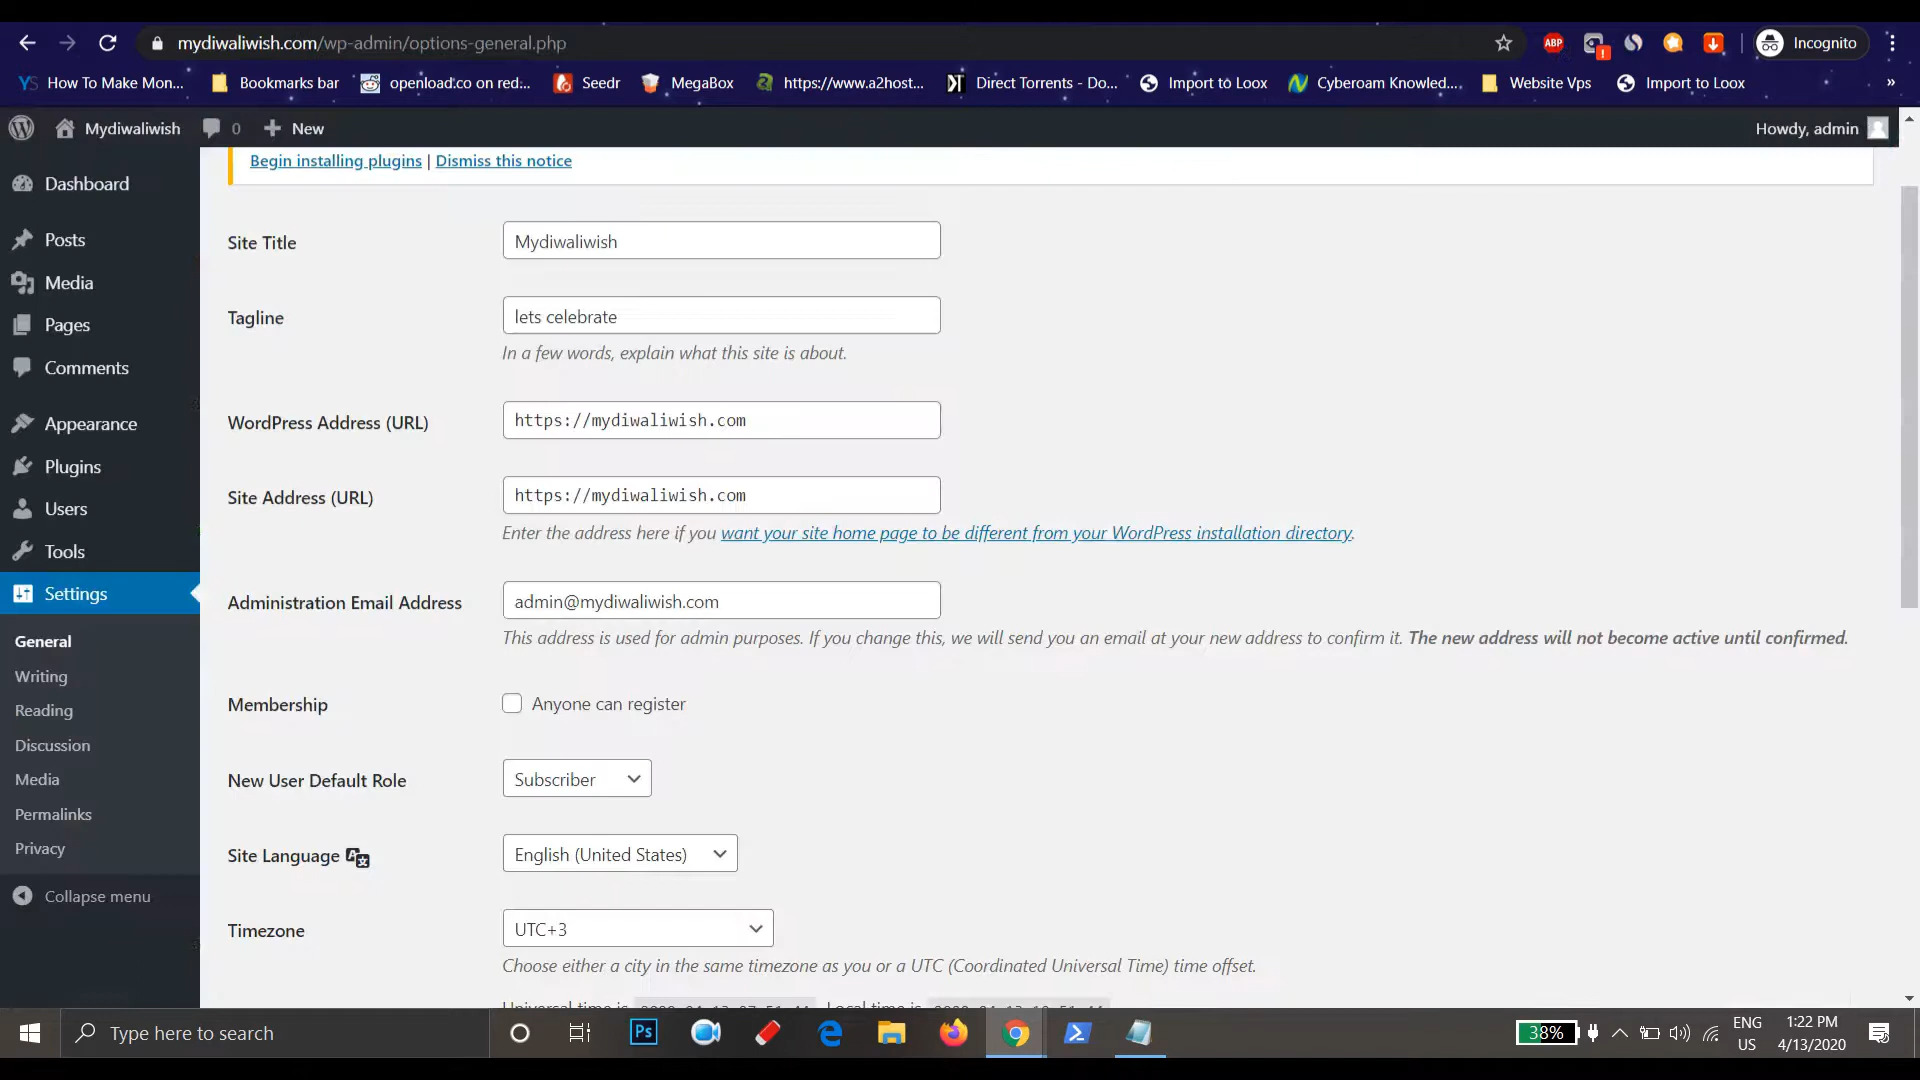 mydiwaliwish.com/wp-admin/options-general.php
ABP
Incognito
How To Make Mon...
Bookmarks bar
openload.co on red...
Seedr
MegaBox
https://www.a2host...
Direct Torrents - Do...
Import to Loox
Cyberoam Knowled...
Website Vps
Import to Loox
»
Mydiwaliwish
0
New
Howdy, admin
Begin installing plugins | Dismiss this notice
Dashboard
Posts
Media
Pages
Comments
Appearance
Plugins
Users
Tools
Settings
General
Writing
Reading
Discussion
Media
Permalinks
Privacy
Collapse menu
Site Title
Mydiwaliwish
Tagline
lets celebrate
In a few words, explain what this site is about.
WordPress Address (URL)
https://mydiwaliwish.com
Site Address (URL)
https://mydiwaliwish.com
Enter the address here if you want your site home page to be different from your WordPress installation directory.
Administration Email Address
admin@mydiwaliwish.com
This address is used for admin purposes. If you change this, we will send you an email at your new address to confirm it. The new address will not become active until confirmed.
Membership
Anyone can register
New User Default Role
Subscriber
Site Language
English (United States)
Timezone
UTC+3
Choose either a city in the same timezone as you or a UTC (Coordinated Universal Time) time offset.
Universal time is
Local time is
Type here to search
Ps
38%
ENG
US
1:22 PM
4/13/2020